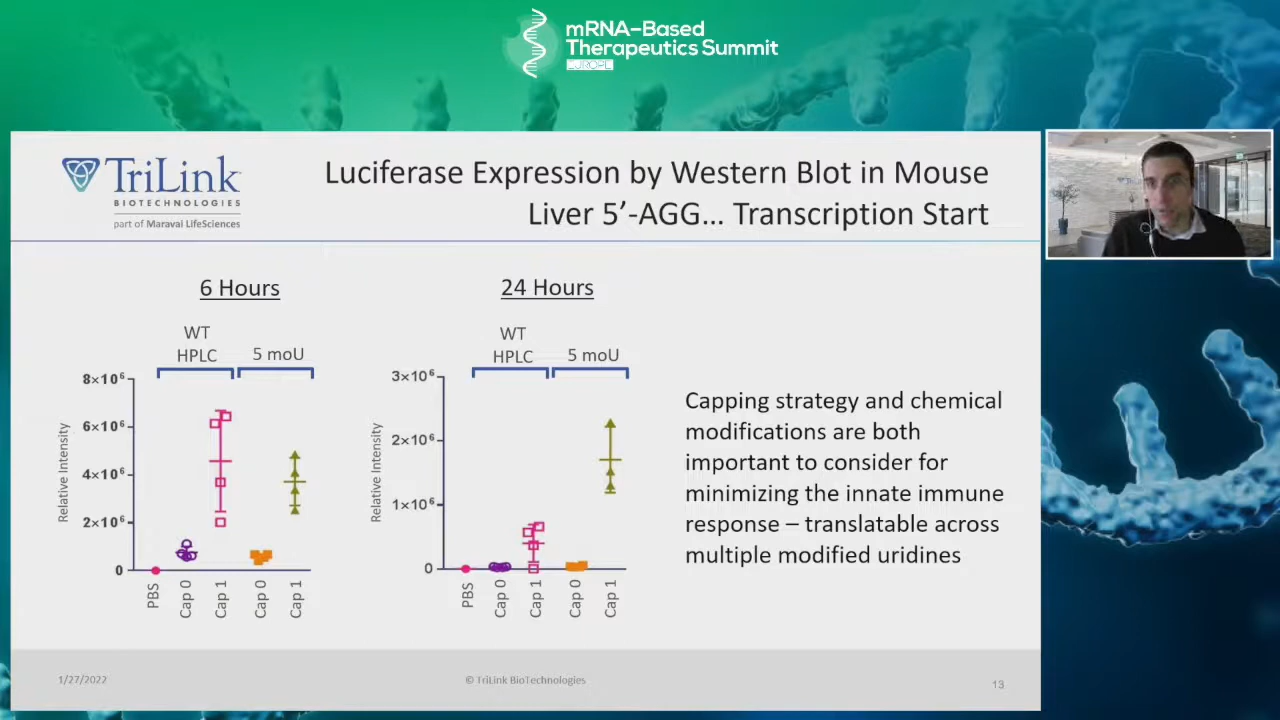 mRNA-Based
Therapeutics Summit
EUROPE
TriLink
BIOTECHNOLOGIES
part of Maravai LifeSciences
Luciferase Expression by Western Blot in Mouse
Liver 5’-AGG... Transcription Start
6 Hours
WT
HPLC
5 moU
8×10⁶
6×10⁶
4×10⁶
2×10⁶
0
Relative Intensity
PBS
Cap 0
Cap 1
Cap 0
Cap 1
24 Hours
WT
HPLC
5 moU
3×10⁶
2×10⁶
1×10⁶
0
Relative Intensity
PBS
Cap 0
Cap 1
Cap 0
Cap 1
Capping strategy and chemical
modifications are both
important to consider for
minimizing the innate immune
response – translatable across
multiple modified uridines
1/27/2022
© TriLink BioTechnologies
13